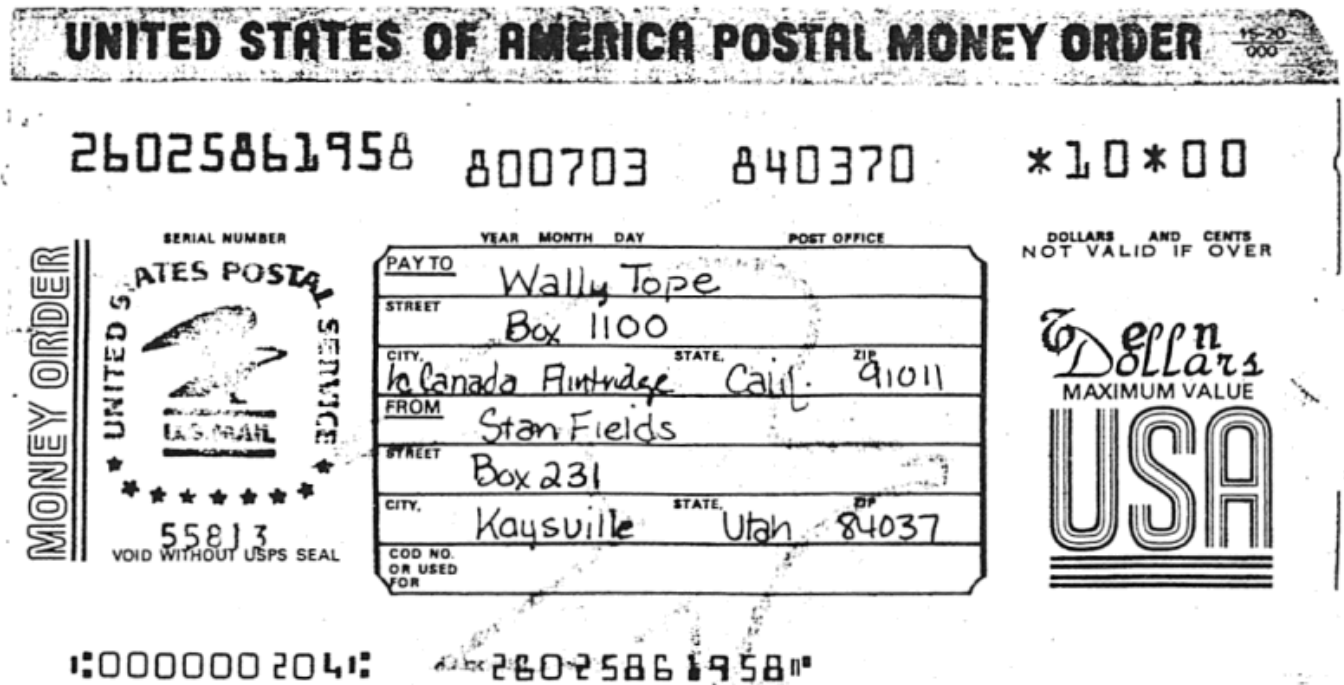 UNITED STATES OF AMERICA POSTAL MONEY ORDER 15-20
000
26025861958 800703 840370 *10*00
SERIAL NUMBER YEAR MONTH DAY POST OFFICE DOLLARS AND CENTS
NOT VALID IF OVER
MONEY ORDER
UNITED STATES POSTAL SERVICE
U.S. MAIL
55813
VOID WITHOUT USPS SEAL
PAY TO Wally Tope
STREET Box 1100
CITY, La Canada Flintridge STATE, Calif. ZIP 91011
FROM Stan Fields
STREET Box 231
CITY, Kaysville STATE, Utah ZIP 84037
COD NO.
OR USED
FOR
Dollars
MAXIMUM VALUE
USA
⑆000000204⑆ 26025861958⑈